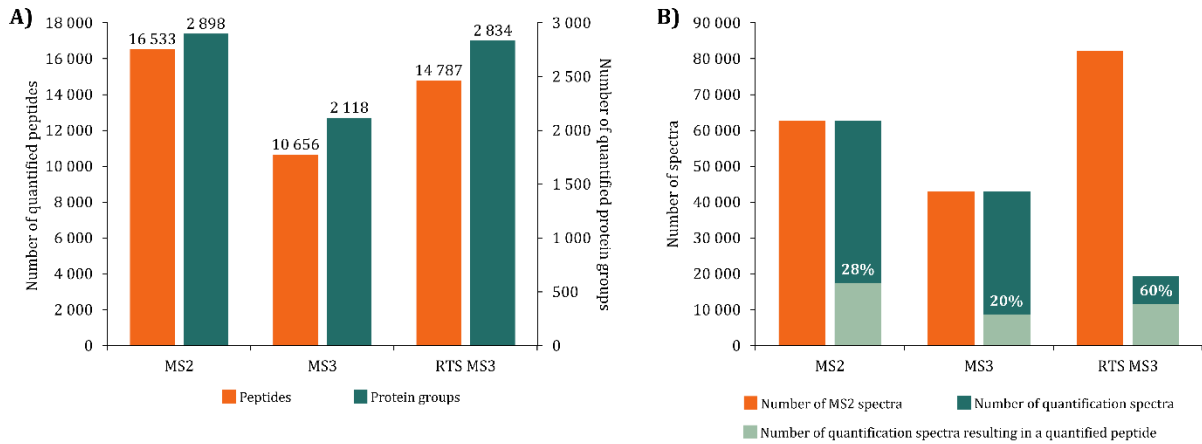 A)
Number of quantified peptides
18 000
16 000
14 000
12 000
10 000
8 000
6 000
4 000
2 000
0
16 533
2 898
10 656
2 118
14 787
2 834
3 000
2 500
2 000
1 500
1 000
500
0
Number of quantified
protein groups
MS2
MS3
RTS MS3
Peptides
Protein groups
B)
Number of spectra
90 000
80 000
70 000
60 000
50 000
40 000
30 000
20 000
10 000
0
28%
20%
60%
MS2
MS3
RTS MS3
Number of MS2 spectra
Number of quantification spectra
Number of quantification spectra resulting in a quantified peptide